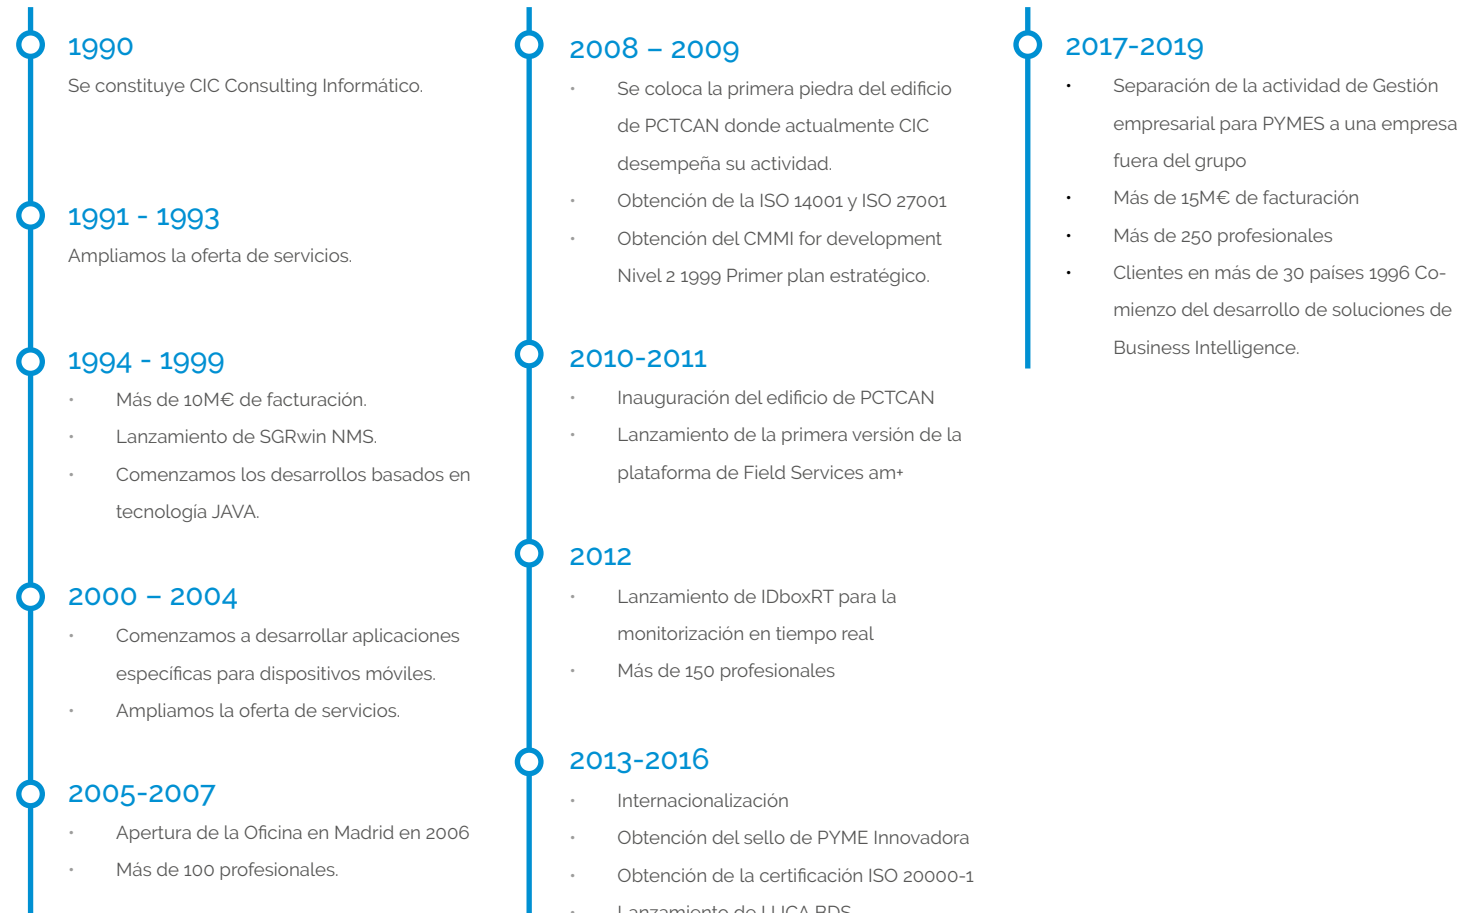 1990
Se constituye CIC Consulting Informático.
1991 - 1993
Ampliamos la oferta de servicios.
1994 - 1999
• Más de 10M€ de facturación.
• Lanzamiento de SGRwin NMS.
• Comenzamos los desarrollos basados en
tecnología JAVA.
2000 – 2004
• Comenzamos a desarrollar aplicaciones
específicas para dispositivos móviles.
• Ampliamos la oferta de servicios.
2005-2007
• Apertura de la Oficina en Madrid en 2006
• Más de 100 profesionales.
2008 – 2009
• Se coloca la primera piedra del edificio
de PCTCAN donde actualmente CIC
desempeña su actividad.
• Obtención de la ISO 14001 y ISO 27001
• Obtención del CMMI for development
Nivel 2 1999 Primer plan estratégico.
2010-2011
• Inauguración del edificio de PCTCAN
• Lanzamiento de la primera versión de la
plataforma de Field Services am+
2012
• Lanzamiento de IDboxRT para la
monitorización en tiempo real
• Más de 150 profesionales
2013-2016
• Internacionalización
• Obtención del sello de PYME Innovadora
• Obtención de la certificación ISO 20000-1
• Lanzamiento de LUCA BDS
2017-2019
• Separación de la actividad de Gestión
empresarial para PYMES a una empresa
fuera del grupo
• Más de 15M€ de facturación
• Más de 250 profesionales
• Clientes en más de 30 países 1996 Co-
mienzo del desarrollo de soluciones de
Business Intelligence.